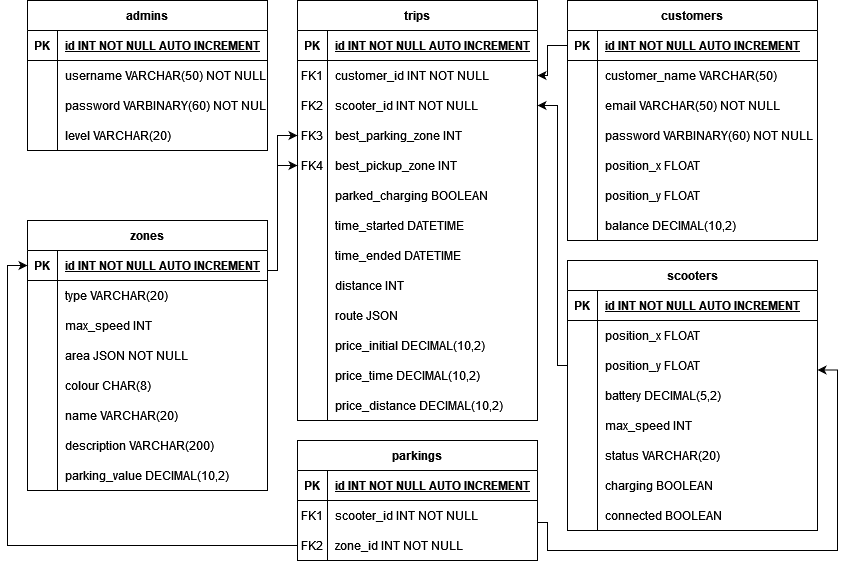 admins
PK id INT NOT NULL AUTO INCREMENT
username VARCHAR(50) NOT NULL
password VARBINARY(60) NOT NUL
level VARCHAR(20)
trips
PK id INT NOT NULL AUTO INCREMENT
FK1 customer_id INT NOT NULL
FK2 scooter_id INT NOT NULL
FK3 best_parking_zone INT
FK4 best_pickup_zone INT
parked_charging BOOLEAN
time_started DATETIME
time_ended DATETIME
distance INT
route JSON
price_initial DECIMAL(10,2)
price_time DECIMAL(10,2)
price_distance DECIMAL(10,2)
customers
PK id INT NOT NULL AUTO INCREMENT
customer_name VARCHAR(50)
email VARCHAR(50) NOT NULL
password VARBINARY(60) NOT NULL
position_x FLOAT
position_y FLOAT
balance DECIMAL(10,2)
zones
PK id INT NOT NULL AUTO INCREMENT
type VARCHAR(20)
max_speed INT
area JSON NOT NULL
colour CHAR(8)
name VARCHAR(20)
description VARCHAR(200)
parking_value DECIMAL(10,2)
scooters
PK id INT NOT NULL AUTO INCREMENT
position_x FLOAT
position_y FLOAT
battery DECIMAL(5,2)
max_speed INT
status VARCHAR(20)
charging BOOLEAN
connected BOOLEAN
parkings
PK id INT NOT NULL AUTO INCREMENT
FK1 scooter_id INT NOT NULL
FK2 zone_id INT NOT NULL